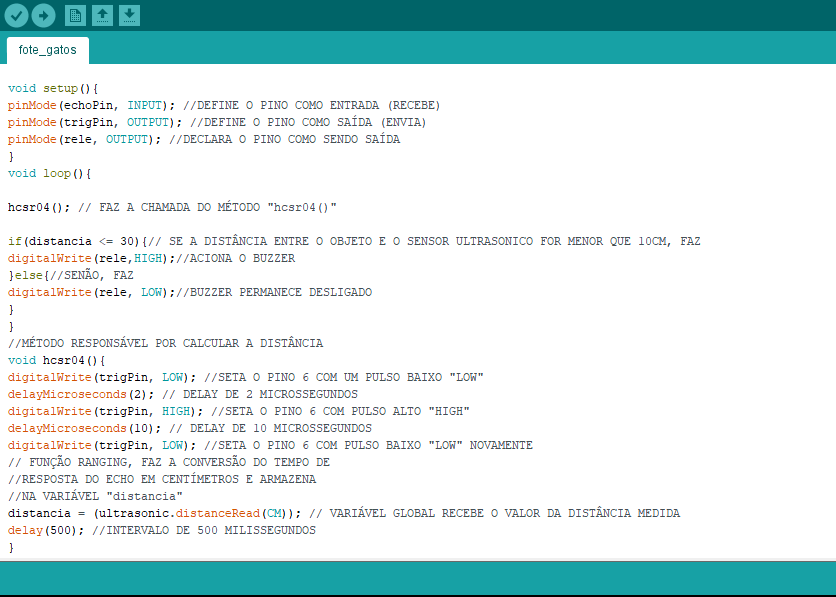 fote_gatos
void setup(){
pinMode(echoPin, INPUT); //DEFINE O PINO COMO ENTRADA (RECEBE)
pinMode(trigPin, OUTPUT); //DEFINE O PINO COMO SAÍDA (ENVIA)
pinMode(rele, OUTPUT); //DECLARA O PINO COMO SENDO SAÍDA
}
void loop(){
hcsr04(); // FAZ A CHAMADA DO MÉTODO "hcsr04()"
if(distancia <= 30){// SE A DISTÂNCIA ENTRE O OBJETO E O SENSOR ULTRASONICO FOR MENOR QUE 10CM, FAZ
digitalWrite(rele,HIGH);//ACIONA O BUZZER
}else{//SENÃO, FAZ
digitalWrite(rele, LOW);//BUZZER PERMANECE DESLIGADO
}
}
//MÉTODO RESPONSÁVEL POR CALCULAR A DISTÂNCIA
void hcsr04(){
digitalWrite(trigPin, LOW); //SETA O PINO 6 COM UM PULSO BAIXO "LOW"
delayMicroseconds(2); // DELAY DE 2 MICROSSEGUNDOS
digitalWrite(trigPin, HIGH); //SETA O PINO 6 COM PULSO ALTO "HIGH"
delayMicroseconds(10); // DELAY DE 10 MICROSSEGUNDOS
digitalWrite(trigPin, LOW); //SETA O PINO 6 COM PULSO BAIXO "LOW" NOVAMENTE
// FUNÇÃO RANGING, FAZ A CONVERSÃO DO TEMPO DE
//RESPOSTA DO ECHO EM CENTÍMETROS E ARMAZENA
//NA VARIÁVEL "distancia"
distancia = (ultrasonic.distanceRead(CM)); // VARIÁVEL GLOBAL RECEBE O VALOR DA DISTÂNCIA MEDIDA
delay(500); //INTERVALO DE 500 MILISSEGUNDOS
}